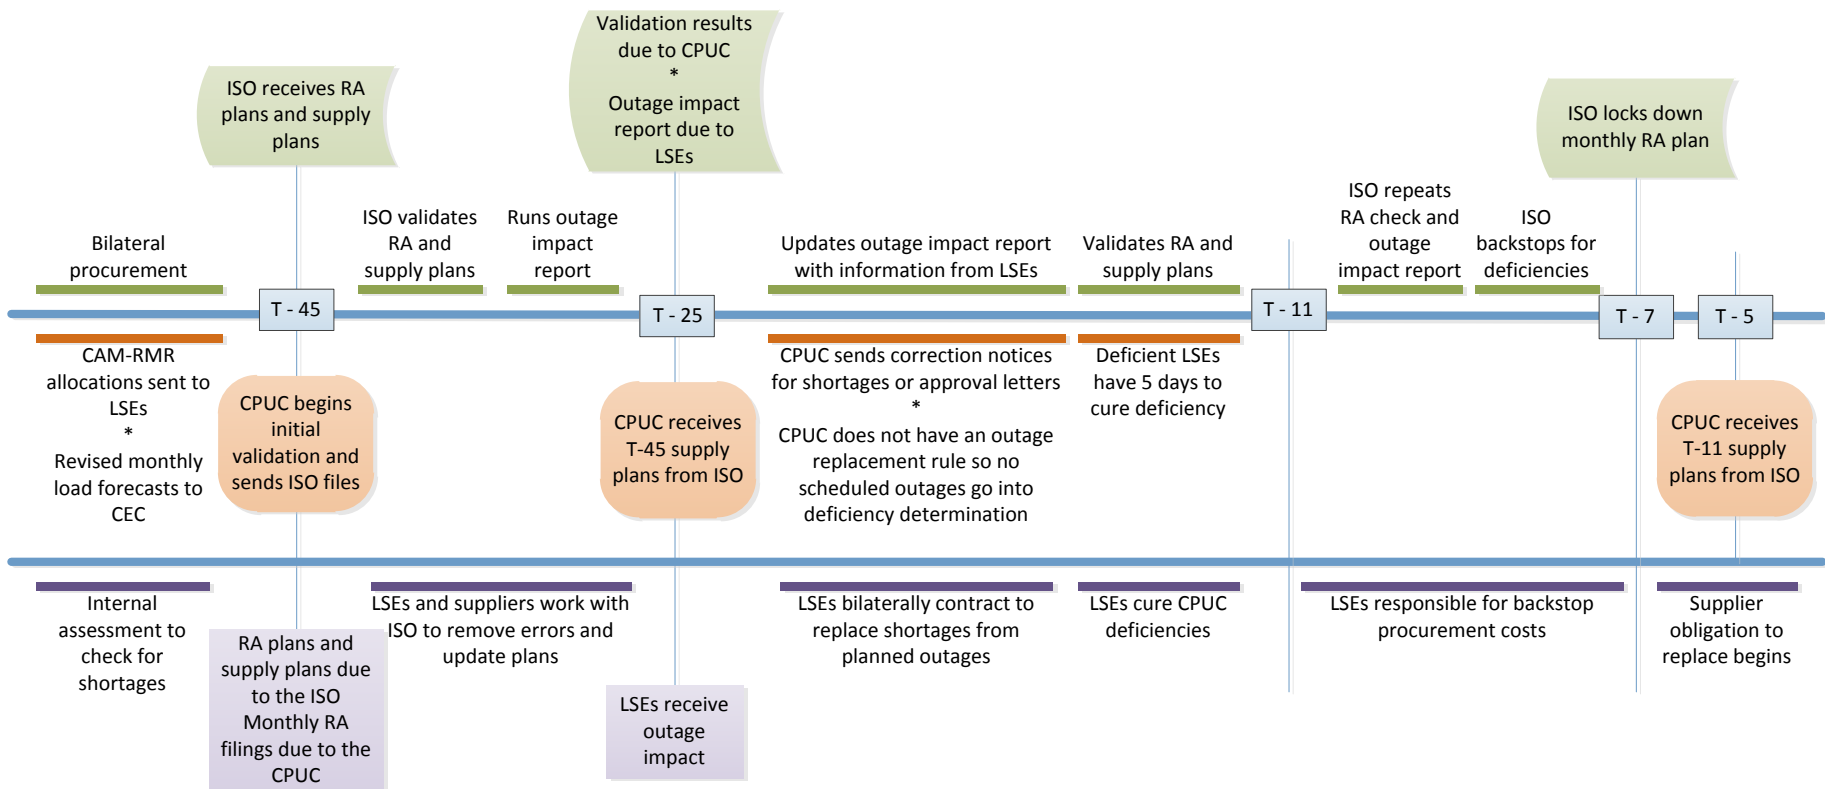 ISO receives RA
plans and supply
plans
Validation results
due to CPUC
*
Outage impact
report due to
LSEs
ISO locks down
monthly RA plan
Bilateral
procurement
ISO validates
RA and
supply plans
Runs outage
impact
report
Updates outage impact report
with information from LSEs
Validates RA and
supply plans
ISO repeats
RA check and
outage
impact report
ISO
backstops for
deficiencies
T - 45
T - 25
T - 11
T - 7
T - 5
CAM-RMR
allocations sent to
LSEs
*
Revised monthly
load forecasts to
CEC
CPUC begins
initial
validation and
sends ISO files
CPUC receives
T-45 supply
plans from ISO
CPUC sends correction notices
for shortages or approval letters
*
CPUC does not have an outage
replacement rule so no
scheduled outages go into
deficiency determination
Deficient LSEs
have 5 days to
cure deficiency
CPUC receives
T-11 supply
plans from ISO
Internal
assessment to
check for
shortages
RA plans and
supply plans due
to the ISO
Monthly RA
filings due to the
CPUC
LSEs and suppliers work with
ISO to remove errors and
update plans
LSEs receive
outage
impact
LSEs bilaterally contract to
replace shortages from
planned outages
LSEs cure CPUC
deficiencies
LSEs responsible for backstop
procurement costs
Supplier
obligation to
replace begins